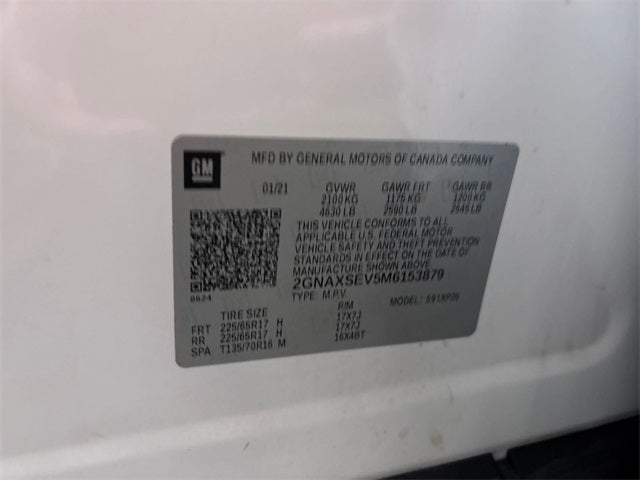 GM
MFD BY GENERAL MOTORS OF CANADA COMPANY
01/21 GVWR GAWR FRT GAWR RR
2100 KG 1175 KG 1200 KG
4630 LB 2590 LB 2645 LB
THIS VEHICLE CONFORMS TO ALL
APPLICABLE U.S. FEDERAL MOTOR
VEHICLE SAFETY AND THEFT PREVENTION
STANDARDS IN EFFECT ON THE DATE OF
MANUFACTURE SHOWN ABOVE.
2GNAXSEV5M6153879
8624 TYPE: M.P.V. MODEL: 1XP26
TIRE SIZE RIM
FRT 225/65R17 H 17X7J
RR 225/65R17 H 17X7J
SPA T135/70R16 M 16X4BT